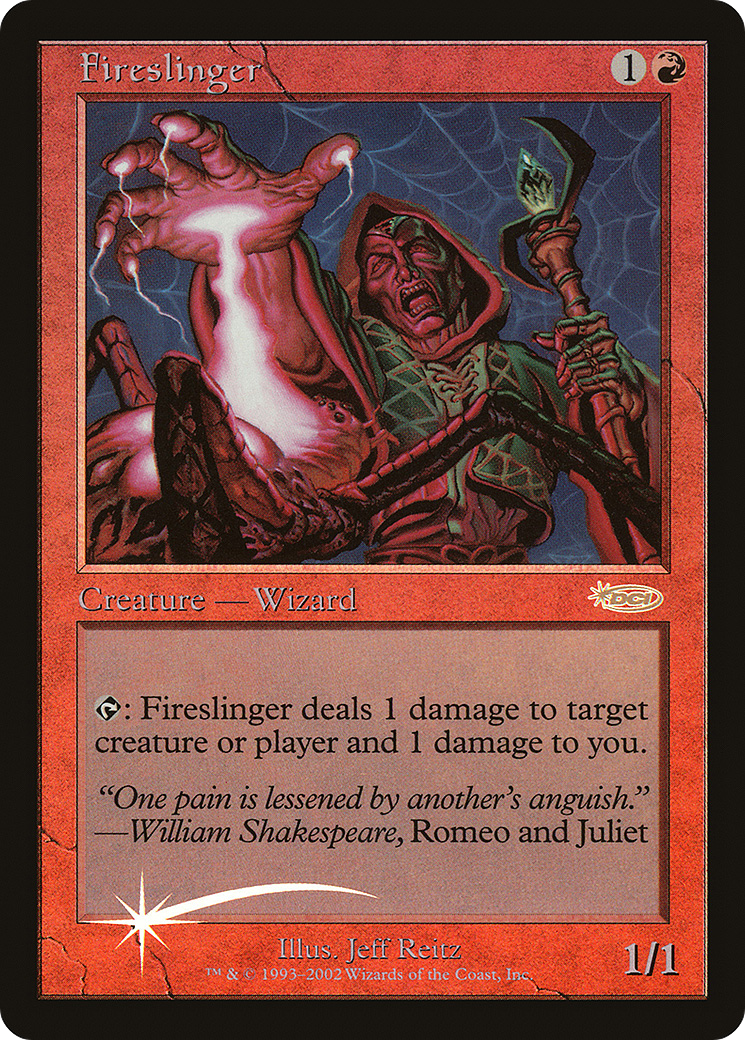 Fireslinger
1
Creature — Wizard
DCI
: Fireslinger deals 1 damage to target
creature or player and 1 damage to you.
“One pain is lessened by another’s anguish.”
—William Shakespeare, Romeo and Juliet
Illus. Jeff Reitz
™ & © 1993–2002 Wizards of the Coast, Inc.
1/1